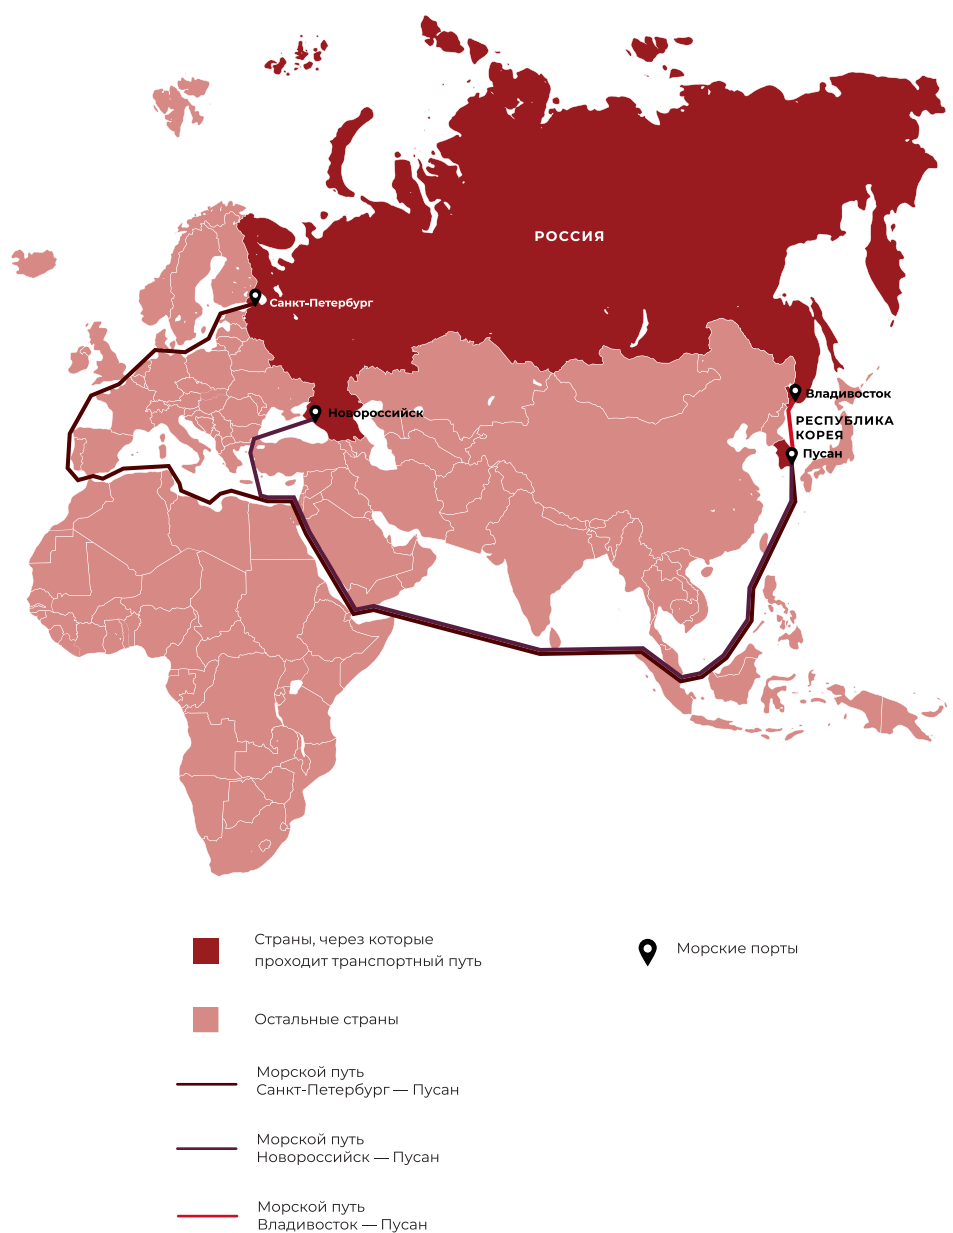 РОССИЯ
Санкт-Петербург
Владивосток
Новороссийск
РЕСПУБЛИКА
КОРЕЯ
Пусан
Страны, через которые
проходит транспортный путь
Морские порты
Остальные страны
Морской путь
Санкт-Петербург — Пусан
Морской путь
Новороссийск — Пусан
Морской путь
Владивосток — Пусан